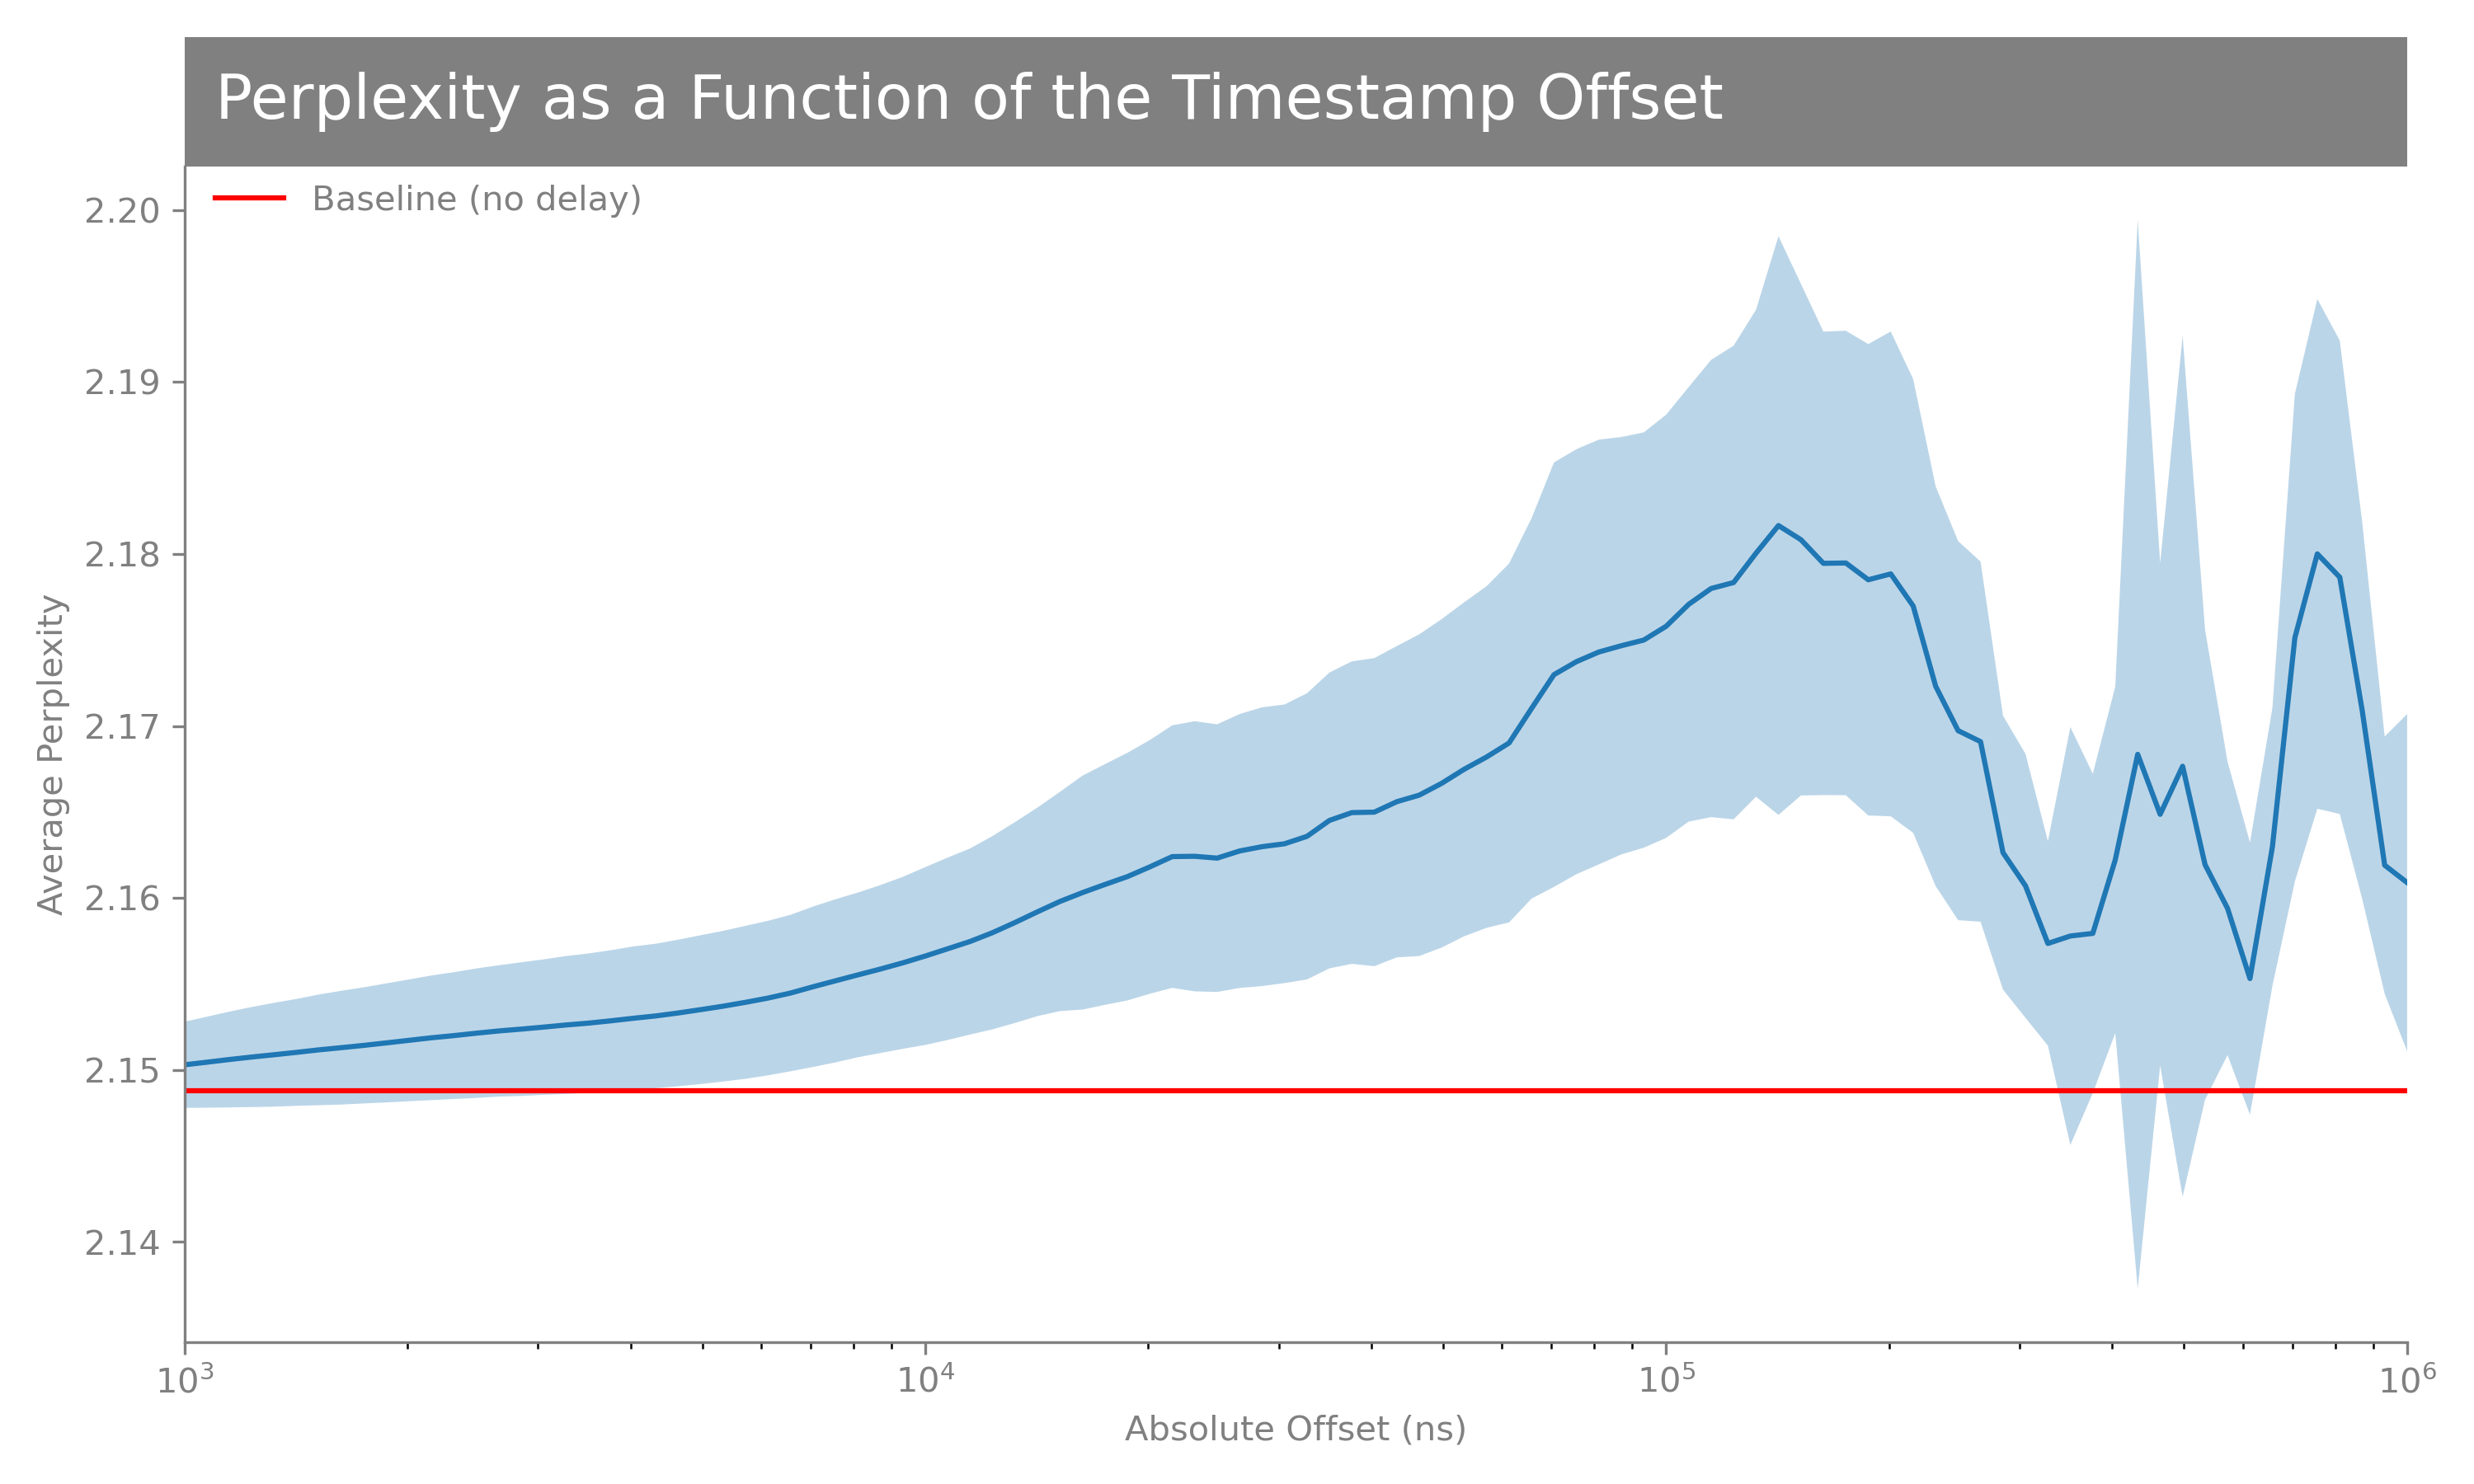 Perplexity as a Function of the Timestamp Offset
Baseline (no delay)
2.20
2.19
2.18
2.17
2.16
2.15
2.14
Average Perplexity
10³
10⁴
10⁵
10⁶
Absolute Offset (ns)